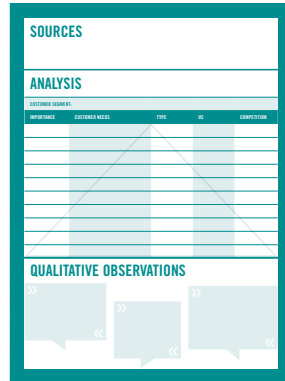 SOURCES
ANALYSIS
CUSTOMER SEGMENT:
IMPORTANCE CUSTOMER NEEDS TYPE US COMPETITION
QUALITATIVE OBSERVATIONS
»
«
»
«
»
«